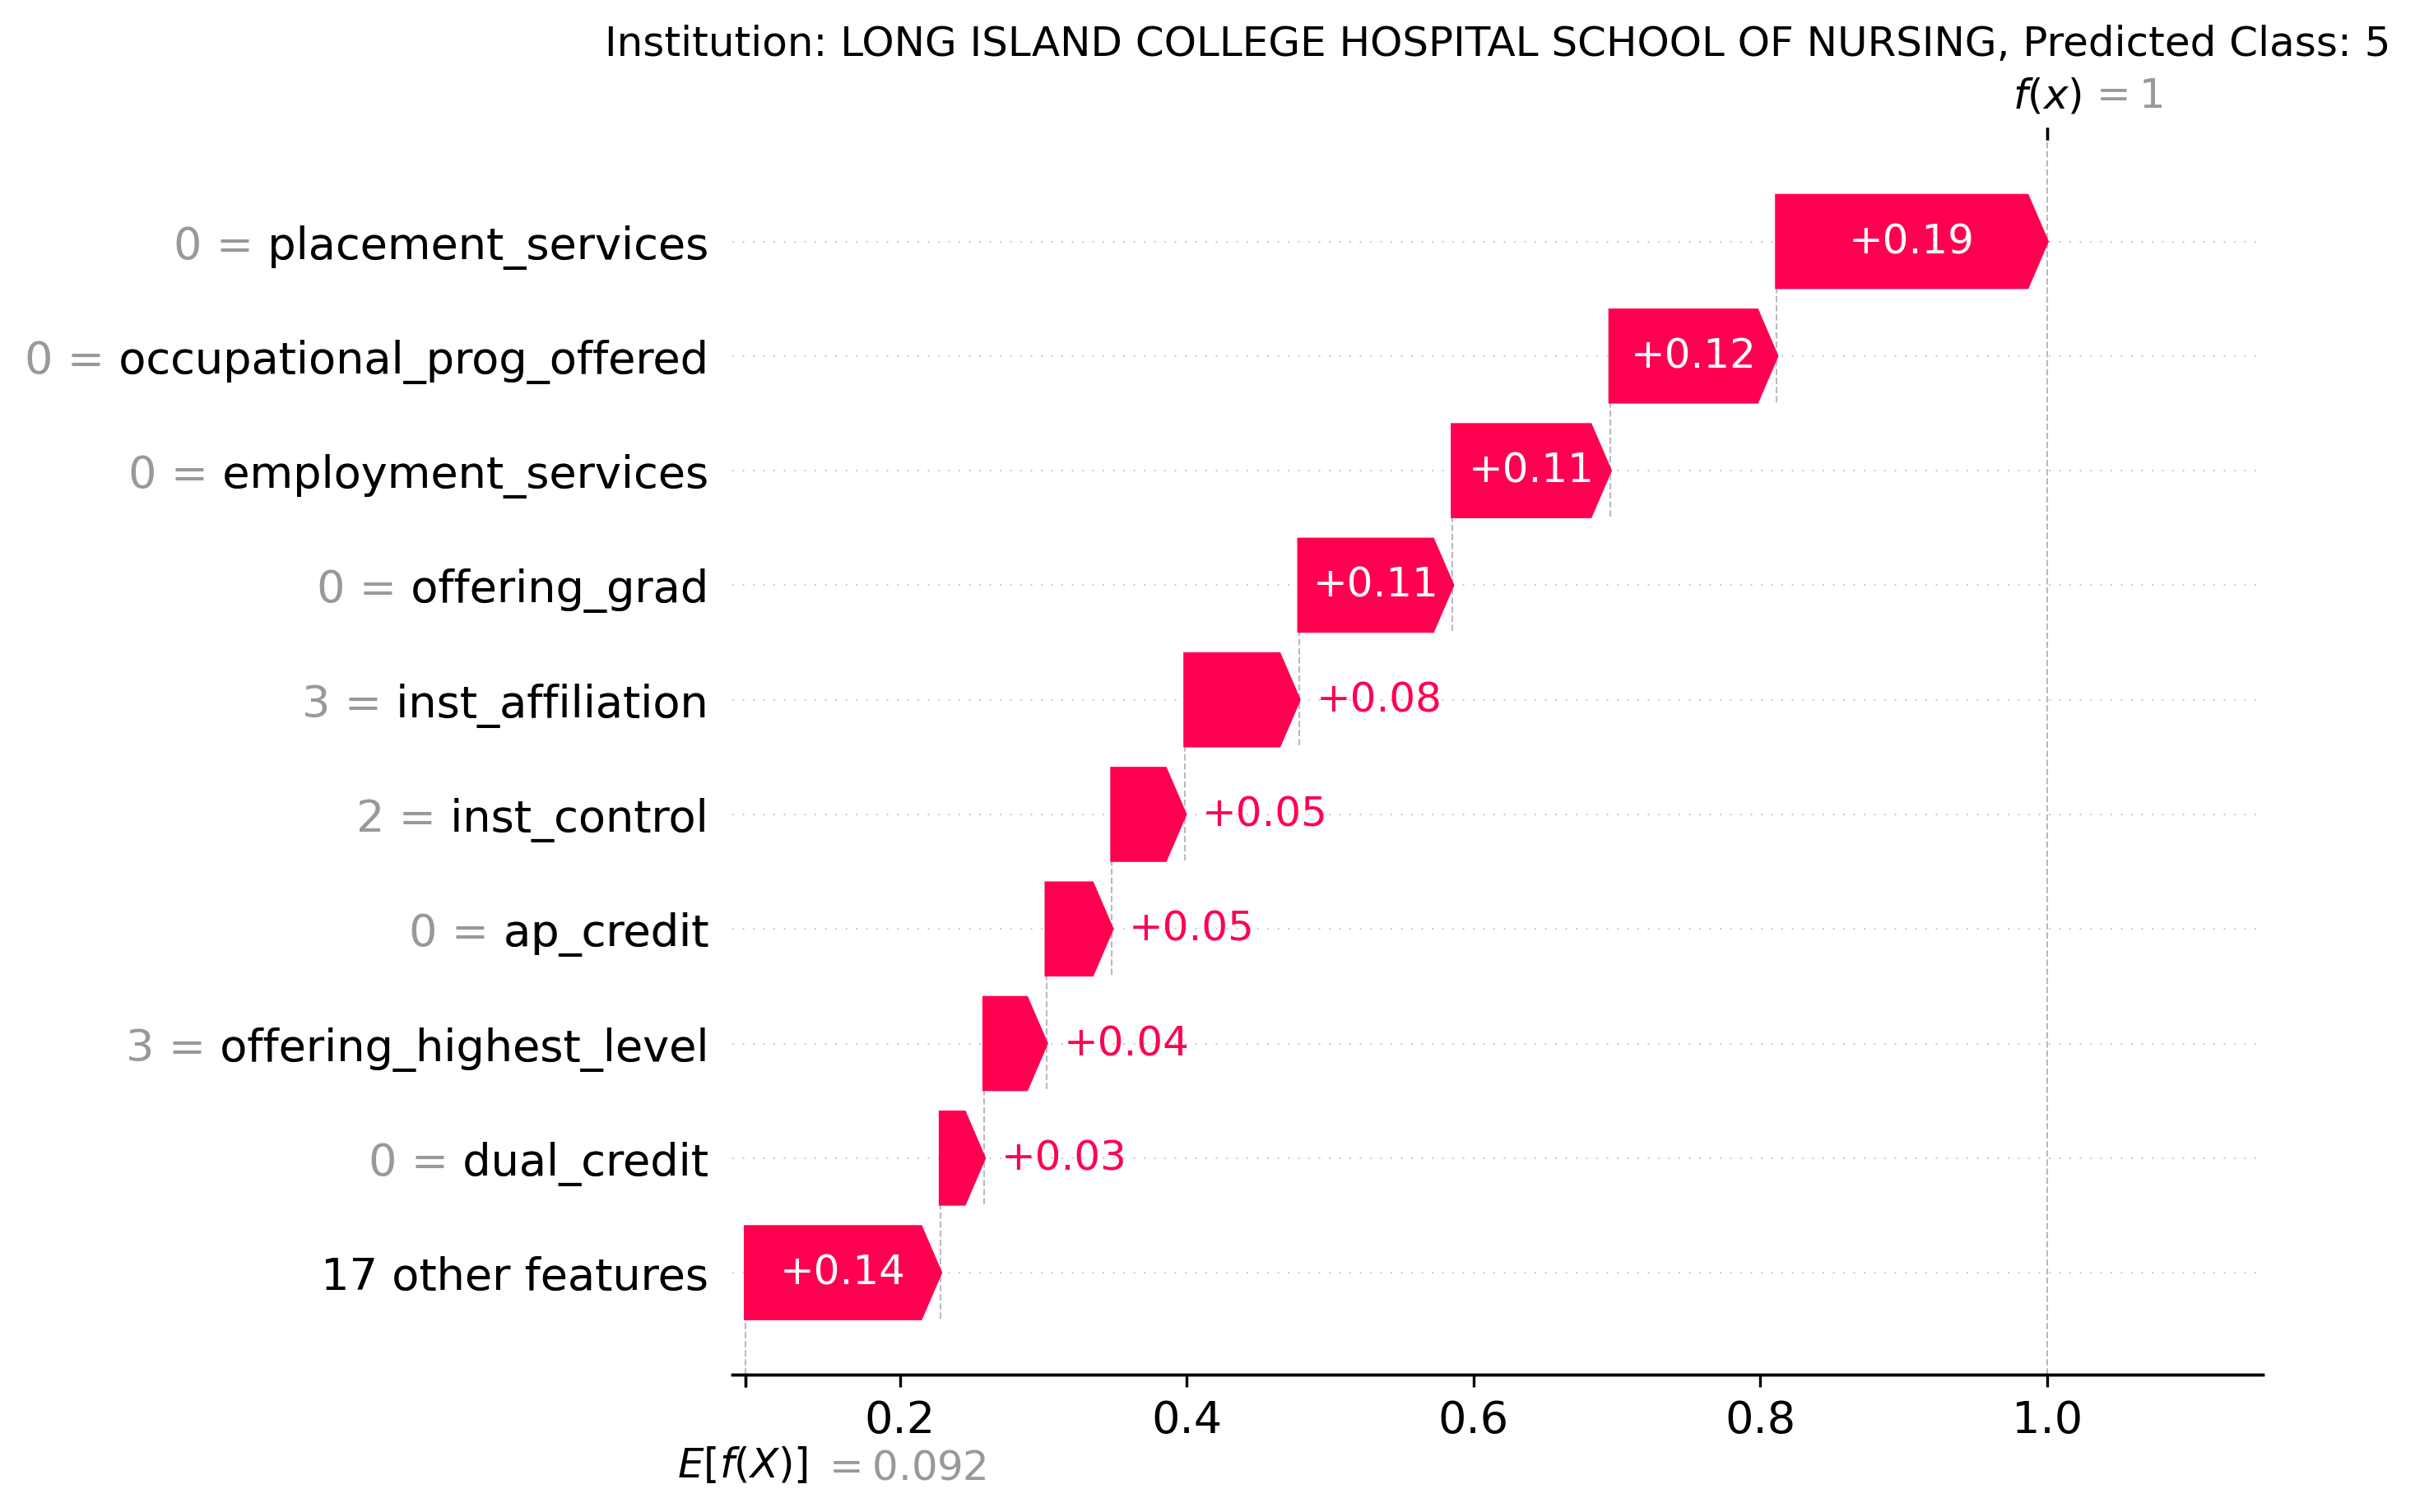 Institution: LONG ISLAND COLLEGE HOSPITAL SCHOOL OF NURSING, Predicted Class: 5
f(x) = 1
0 = placement_services +0.19
0 = occupational_prog_offered +0.12
0 = employment_services +0.11
0 = offering_grad +0.11
3 = inst_affiliation +0.08
2 = inst_control +0.05
0 = ap_credit +0.05
3 = offering_highest_level +0.04
0 = dual_credit +0.03
17 other features +0.14
0.2 0.4 0.6 0.8 1.0
E[f(X)] = 0.092